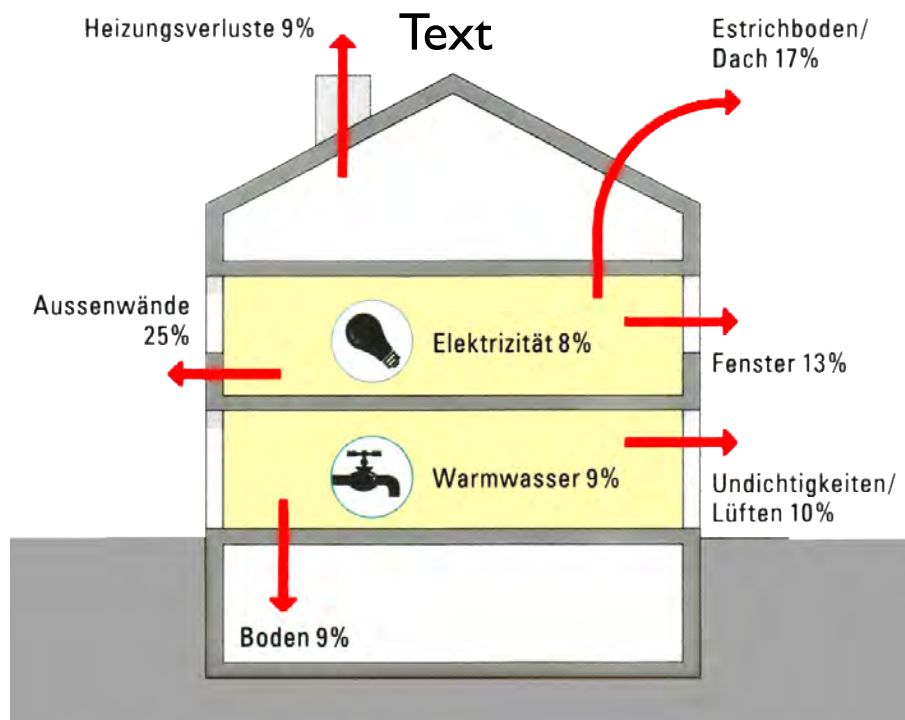 Heizungsverluste 9%
Text
Estrichboden/
Dach 17%
Aussenwände
25%
Elektrizität 8%
Fenster 13%
Warmwasser 9%
Undichtigkeiten/
Lüften 10%
Boden 9%